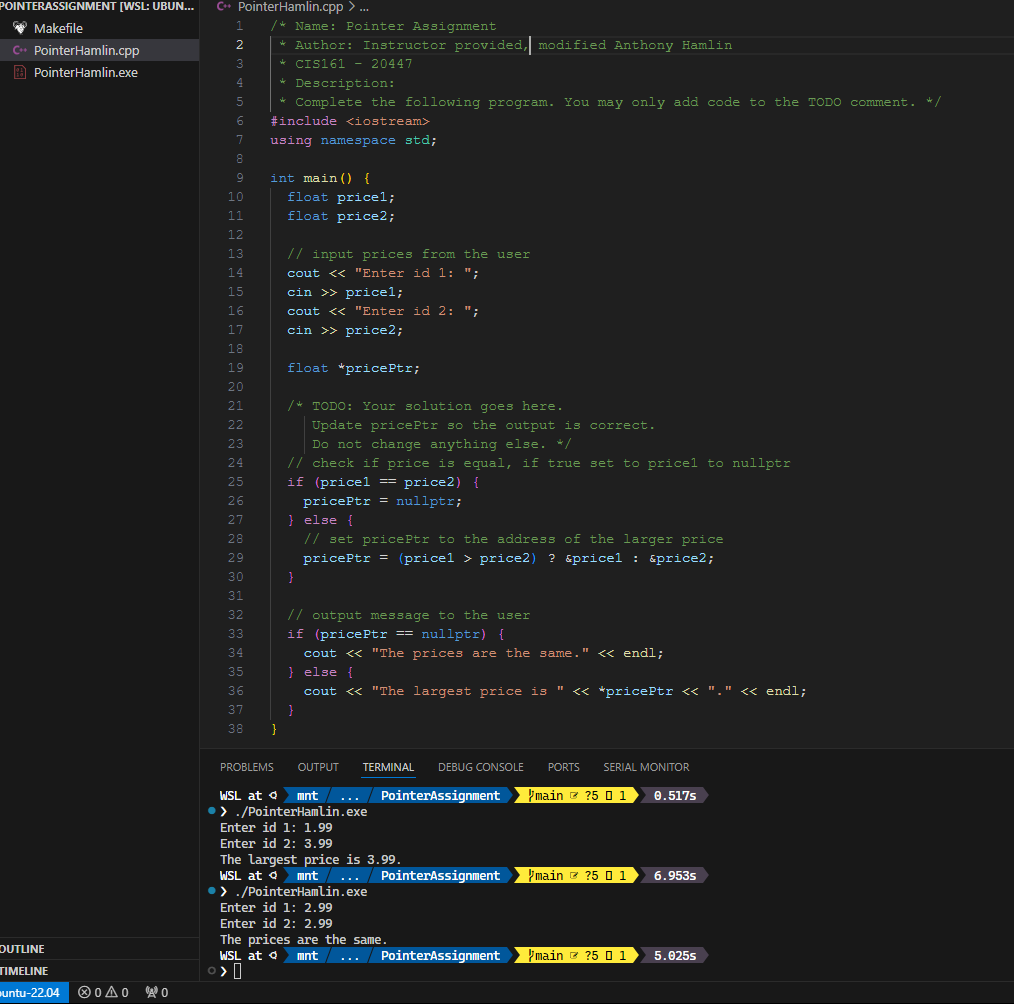 POINTERASSIGNMENT [WSL: UBUN...
Makefile
PointerHamlin.cpp
PointerHamlin.exe
OUTLINE
TIMELINE
PointerHamlin.cpp > ...
1 /* Name: Pointer Assignment
2 * Author: Instructor provided, modified Anthony Hamlin
3 * CIS161 - 20447
4 * Description:
5 * Complete the following program. You may only add code to the TODO comment. */
6 #include <iostream>
7 using namespace std;
8
9 int main() {
10 float price1;
11 float price2;
12
13 // input prices from the user
14 cout << "Enter id 1: ";
15 cin >> price1;
16 cout << "Enter id 2: ";
17 cin >> price2;
18
19 float *pricePtr;
20
21 /* TODO: Your solution goes here.
22 Update pricePtr so the output is correct.
23 Do not change anything else. */
24 // check if price is equal, if true set to price1 to nullptr
25 if (price1 == price2) {
26 pricePtr = nullptr;
27 } else {
28 // set pricePtr to the address of the larger price
29 pricePtr = (price1 > price2) ? &price1 : &price2;
30 }
31
32 // output message to the user
33 if (pricePtr == nullptr) {
34 cout << "The prices are the same." << endl;
35 } else {
36 cout << "The largest price is " << *pricePtr << "." << endl;
37 }
38 }
PROBLEMS OUTPUT TERMINAL DEBUG CONSOLE PORTS SERIAL MONITOR
WSL at mnt ... PointerAssignment main ?5 1 0.517s
❯ ./PointerHamlin.exe
Enter id 1: 1.99
Enter id 2: 3.99
The largest price is 3.99.
WSL at mnt ... PointerAssignment main ?5 1 6.953s
❯ ./PointerHamlin.exe
Enter id 1: 2.99
Enter id 2: 2.99
The prices are the same.
WSL at mnt ... PointerAssignment main ?5 1 5.025s
❯
buntu-22.04 0 0 0